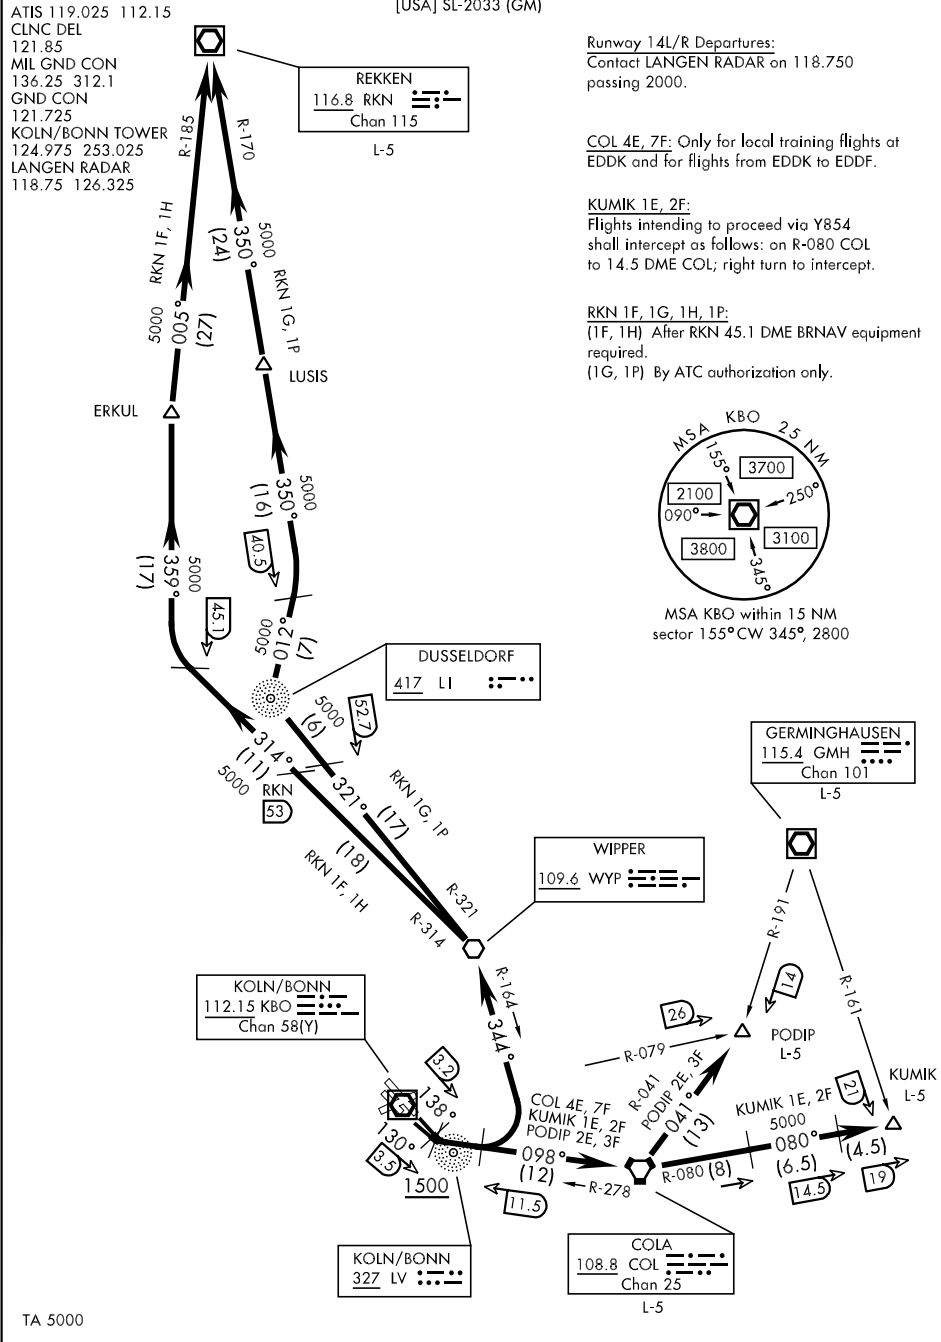 [USA] SL-2033 (GM)
ATIS 119.025 112.15
CLNC DEL
121.85
MIL GND CON
136.25 312.1
GND CON
121.725
KOLN/BONN TOWER
124.975 253.025
LANGEN RADAR
118.75 126.325
Runway 14L/R Departures:
Contact LANGEN RADAR on 118.750
passing 2000.
COL 4E, 7F: Only for local training flights at
EDDK and for flights from EDDK to EDDF.
KUMIK 1E, 2F:
Flights intending to proceed via Y854
shall intercept as follows: on R-080 COL
to 14.5 DME COL; right turn to intercept.
RKN 1F, 1G, 1H, 1P:
(1F, 1H) After RKN 45.1 DME BRNAV equipment
required.
(1G, 1P) By ATC authorization only.
REKKEN
116.8 RKN
Chan 115
L-5
R-185
R-170
RKN 1F, 1H
5000
005°
(27)
5000
350°
(24)
RKN 1G, 1P
LUSIS
ERKUL
5000
350°
(16)
40.5
5000
359°
(17)
45.1
5000
012°
(7)
MSA KBO 25 NM
155°
3700
2100
250°
090°
3100
3800
345°
MSA KBO within 15 NM
sector 155° CW 345°, 2800
DUSSELDORF
417 LI
5000
(6)
52.7
314°
(11)
5000
RKN
53
321°
(17)
RKN 1G, 1P
(18)
RKN 1F, 1H
R-321
R-314
GERMINGHAUSEN
115.4 GMH
Chan 101
L-5
WIPPER
109.6 WYP
R-164
344°
R-191
14
R-161
KOLN/BONN
112.15 KBO
Chan 58(Y)
26
R-079
PODIP
L-5
KUMIK
L-5
3.2
138°
130°
3.5
1500
COL 4E, 7F
KUMIK 1E, 2F
PODIP 2E, 3F
098°
(12)
R-278
11.5
R-041
PODIP 2E, 3F
041°
(13)
KUMIK 1E, 2F
5000
21
R-080 (8)
080°
(6.5)
(4.5)
14.5
19
KOLN/BONN
327 LV
COLA
108.8 COL
Chan 25
L-5
TA 5000